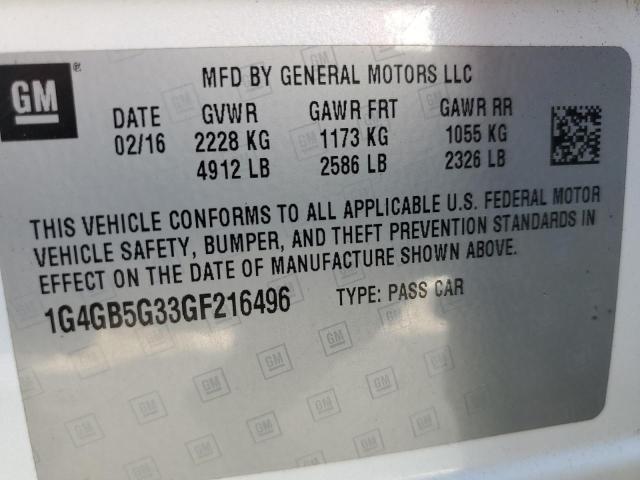 GM ®
MFD BY GENERAL MOTORS LLC
DATE GVWR GAWR FRT GAWR RR
02/16 2228 KG 1173 KG 1055 KG
4912 LB 2586 LB 2326 LB
THIS VEHICLE CONFORMS TO ALL APPLICABLE U.S. FEDERAL MOTOR
VEHICLE SAFETY, BUMPER, AND THEFT PREVENTION STANDARDS IN
EFFECT ON THE DATE OF MANUFACTURE SHOWN ABOVE.
1G4GB5G33GF216496 TYPE: PASS CAR